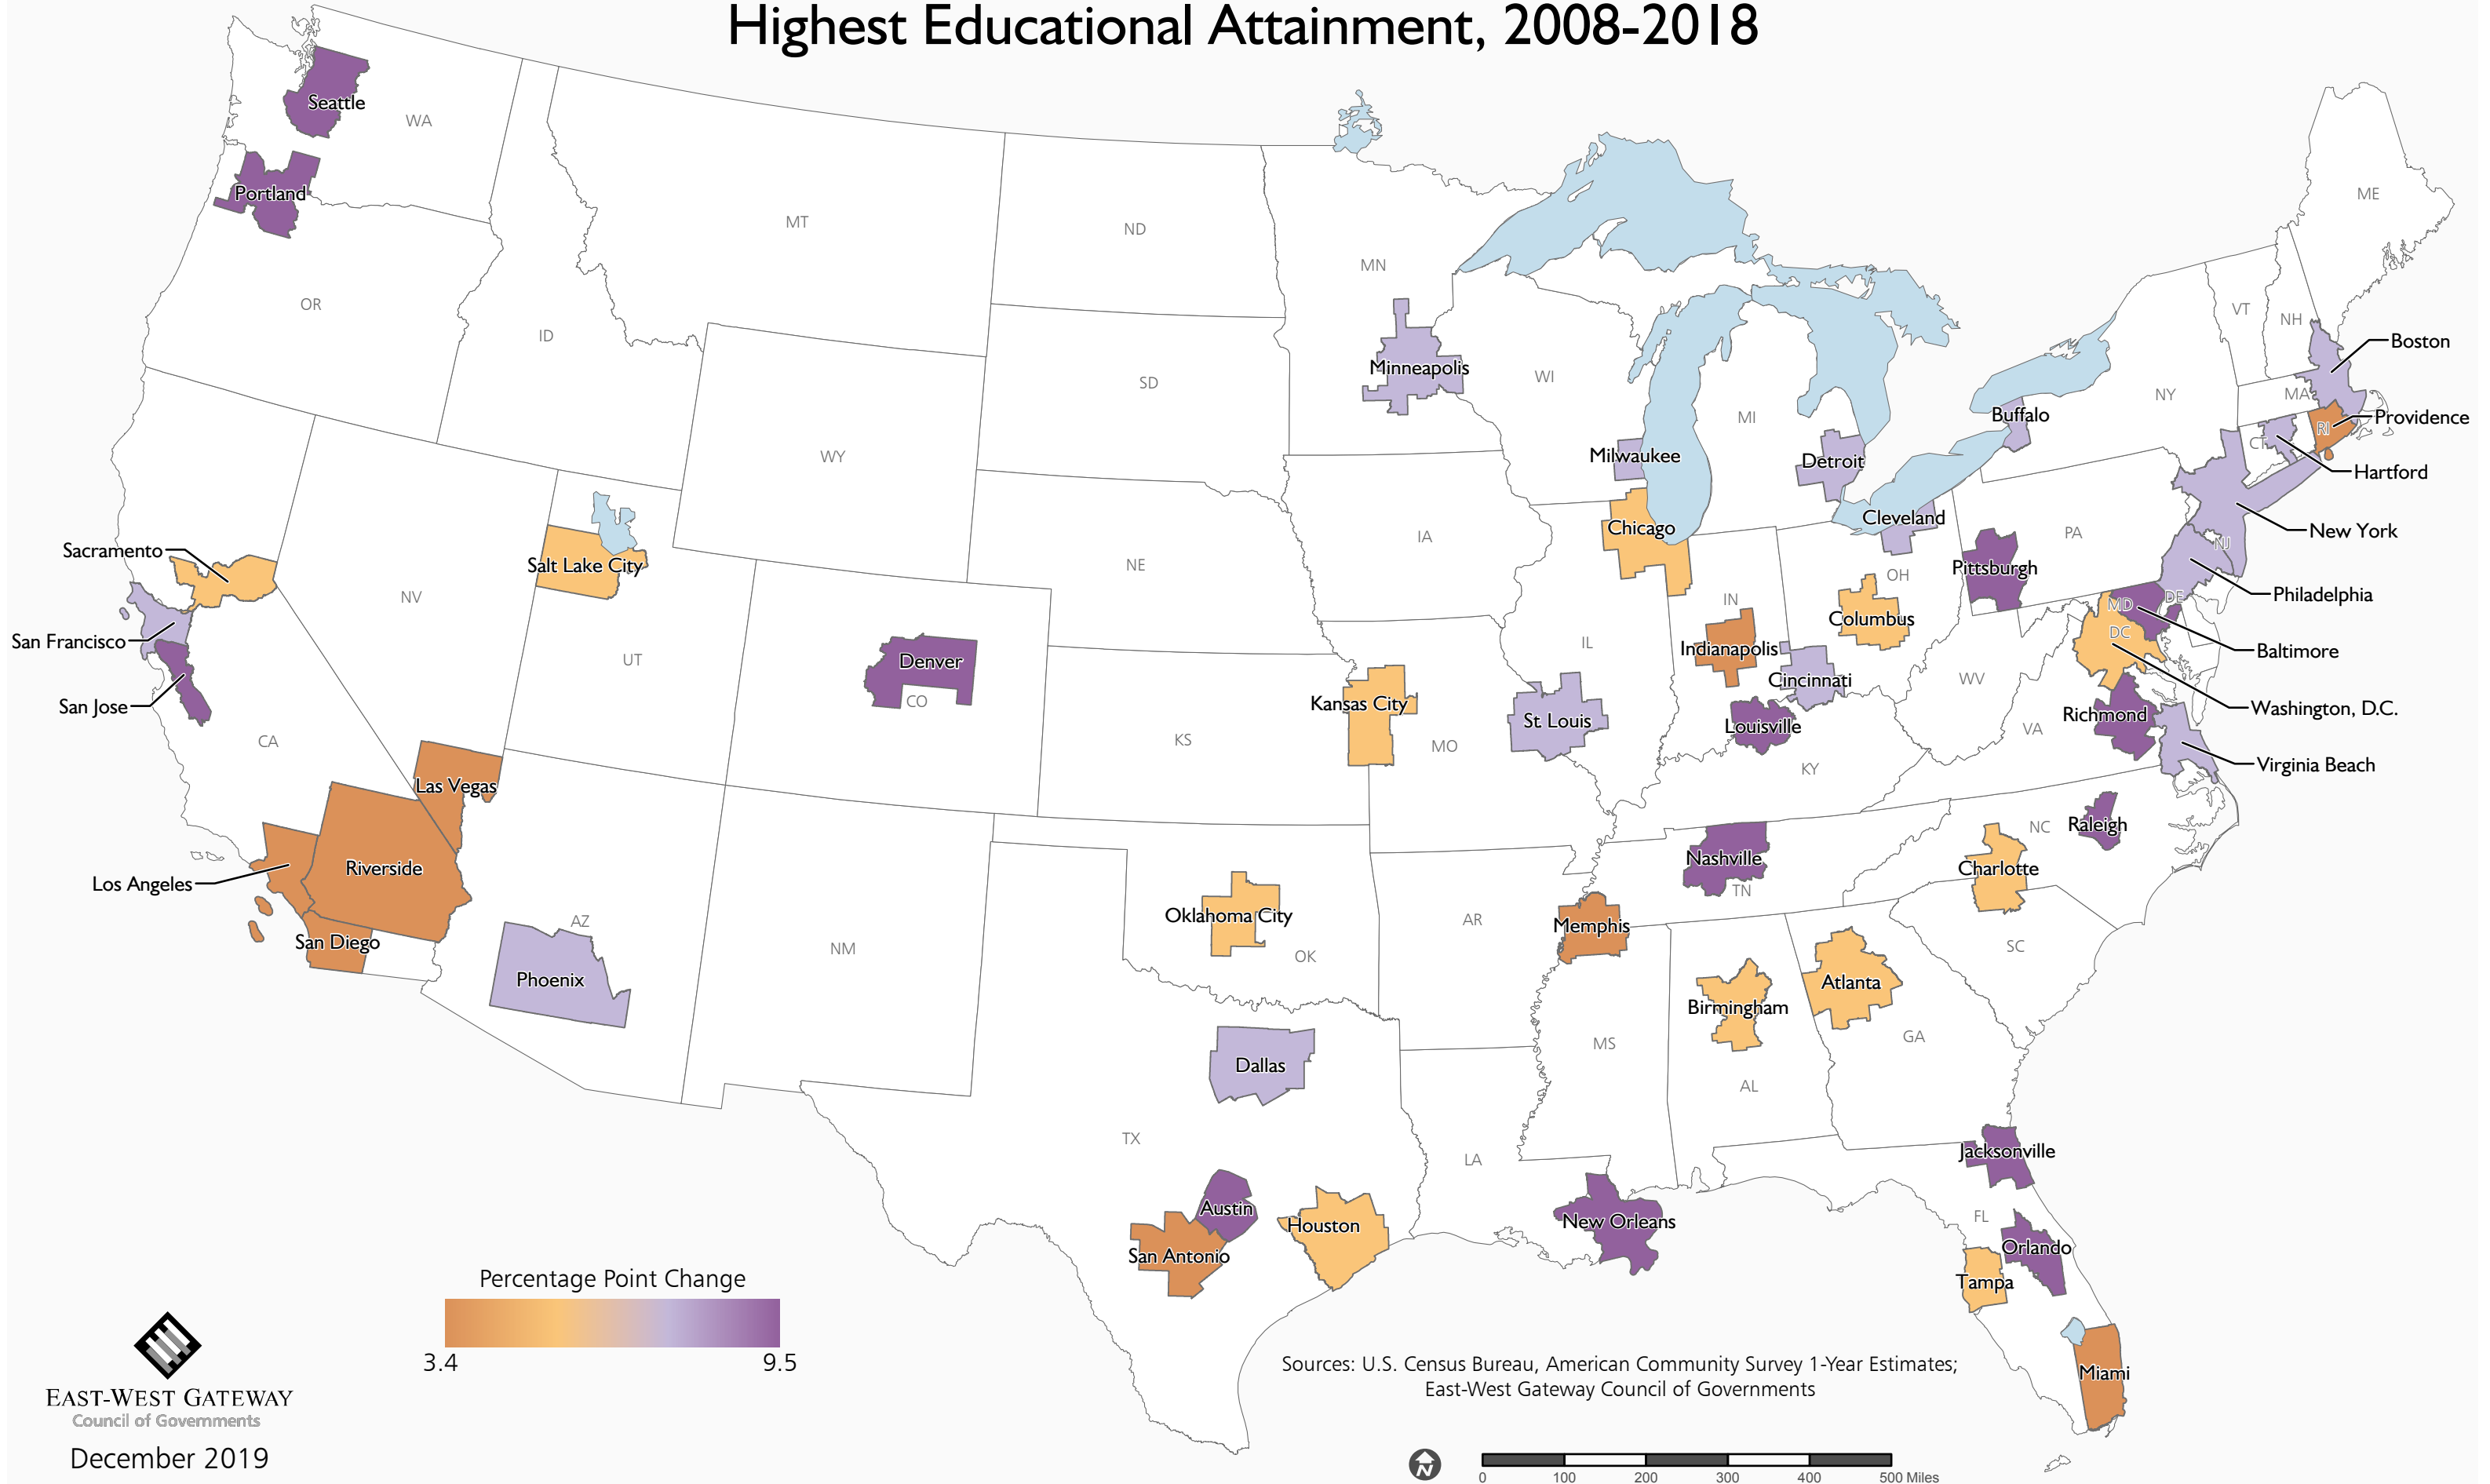 Highest Educational Attainment, 2008-2018
Seattle
WA
Portland
MT
ND
ME
MN
OR
ID
VT
NH
Boston
Minneapolis
WI
SD
NY
MA
MI
Buffalo
Providence
RI
CT
WY
Milwaukee
Detroit
Hartford
Cleveland
Chicago
New York
IA
PA
NJ
Sacramento
Salt Lake City
NE
Pittsburgh
OH
Philadelphia
NV
IN
MD
DE
Columbus
DC
San Francisco
UT
Denver
CO
IL
Indianapolis
Cincinnati
Baltimore
WV
San Jose
Kansas City
St Louis
Louisville
Richmond
Washington, D.C.
VA
CA
KS
MO
KY
Virginia Beach
Las Vegas
NC
Raleigh
Los Angeles
Riverside
Nashville
TN
Charlotte
AZ
San Diego
NM
Oklahoma City
OK
AR
Memphis
SC
Phoenix
Birmingham
Atlanta
GA
MS
AL
Dallas
TX
LA
Jacksonville
Austin
Houston
New Orleans
FL
Orlando
San Antonio
Tampa
Miami
Percentage Point Change
3.4
9.5
EAST-WEST GATEWAY
Council of Governments
December 2019
Sources: U.S. Census Bureau, American Community Survey 1-Year Estimates;
East-West Gateway Council of Governments
N
0 100 200 300 400 500 Miles